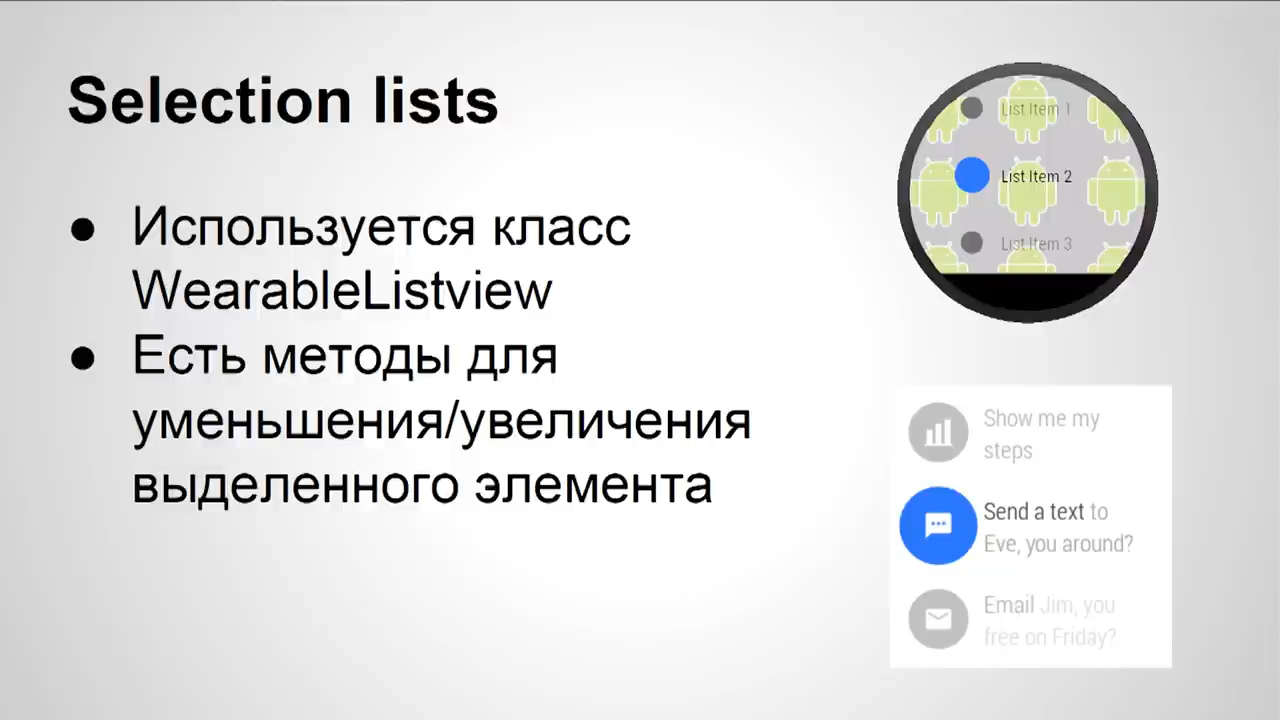 Selection lists
● Используется класс
WearableListview
● Есть методы для
уменьшения/увеличения
выделенного элемента
List Item 1
List Item 2
List Item 3
Show me my
steps
Send a text to
Eve, you around?
Email Jim, you
free on Friday?